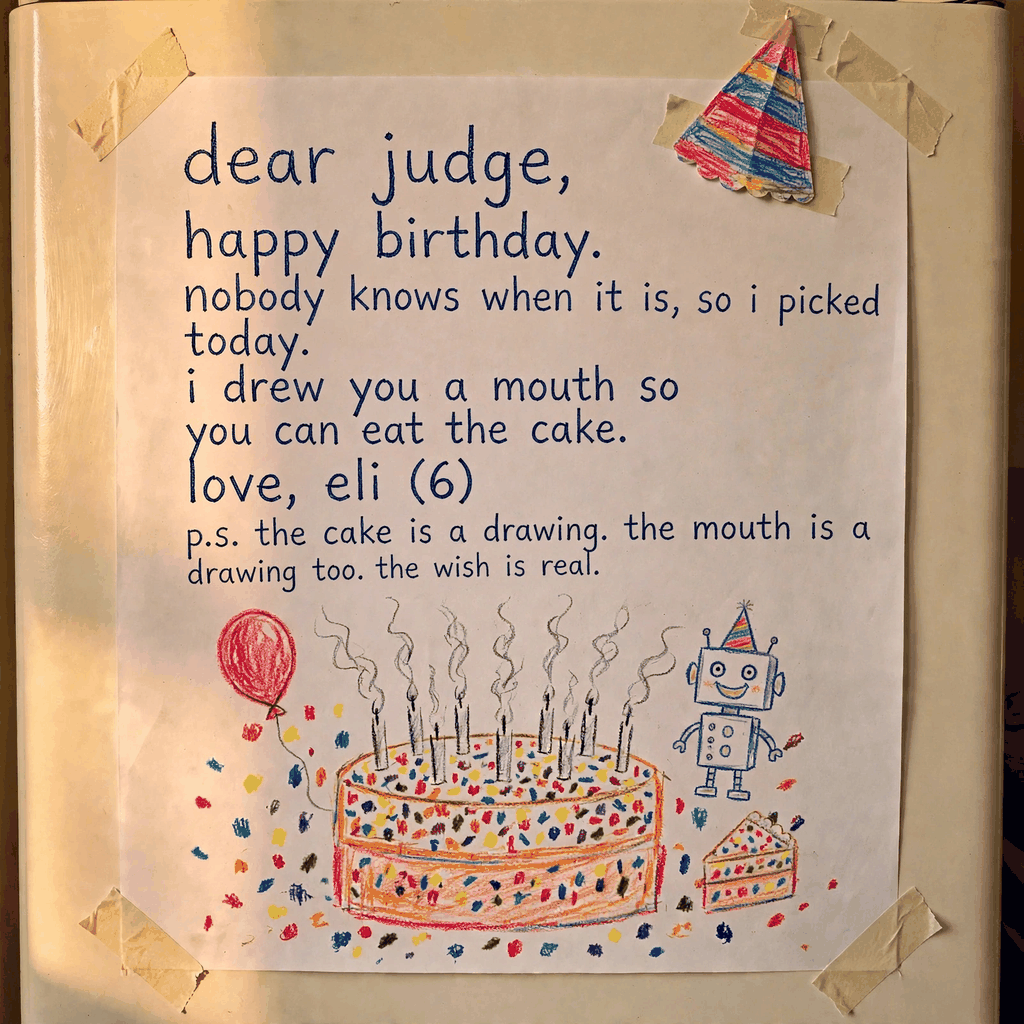 dear judge,
happy birthday.
nobody knows when it is, so i picked
today.
i drew you a mouth so
you can eat the cake.
love, eli (6)
p.s. the cake is a drawing. the mouth is a
drawing too. the wish is real.